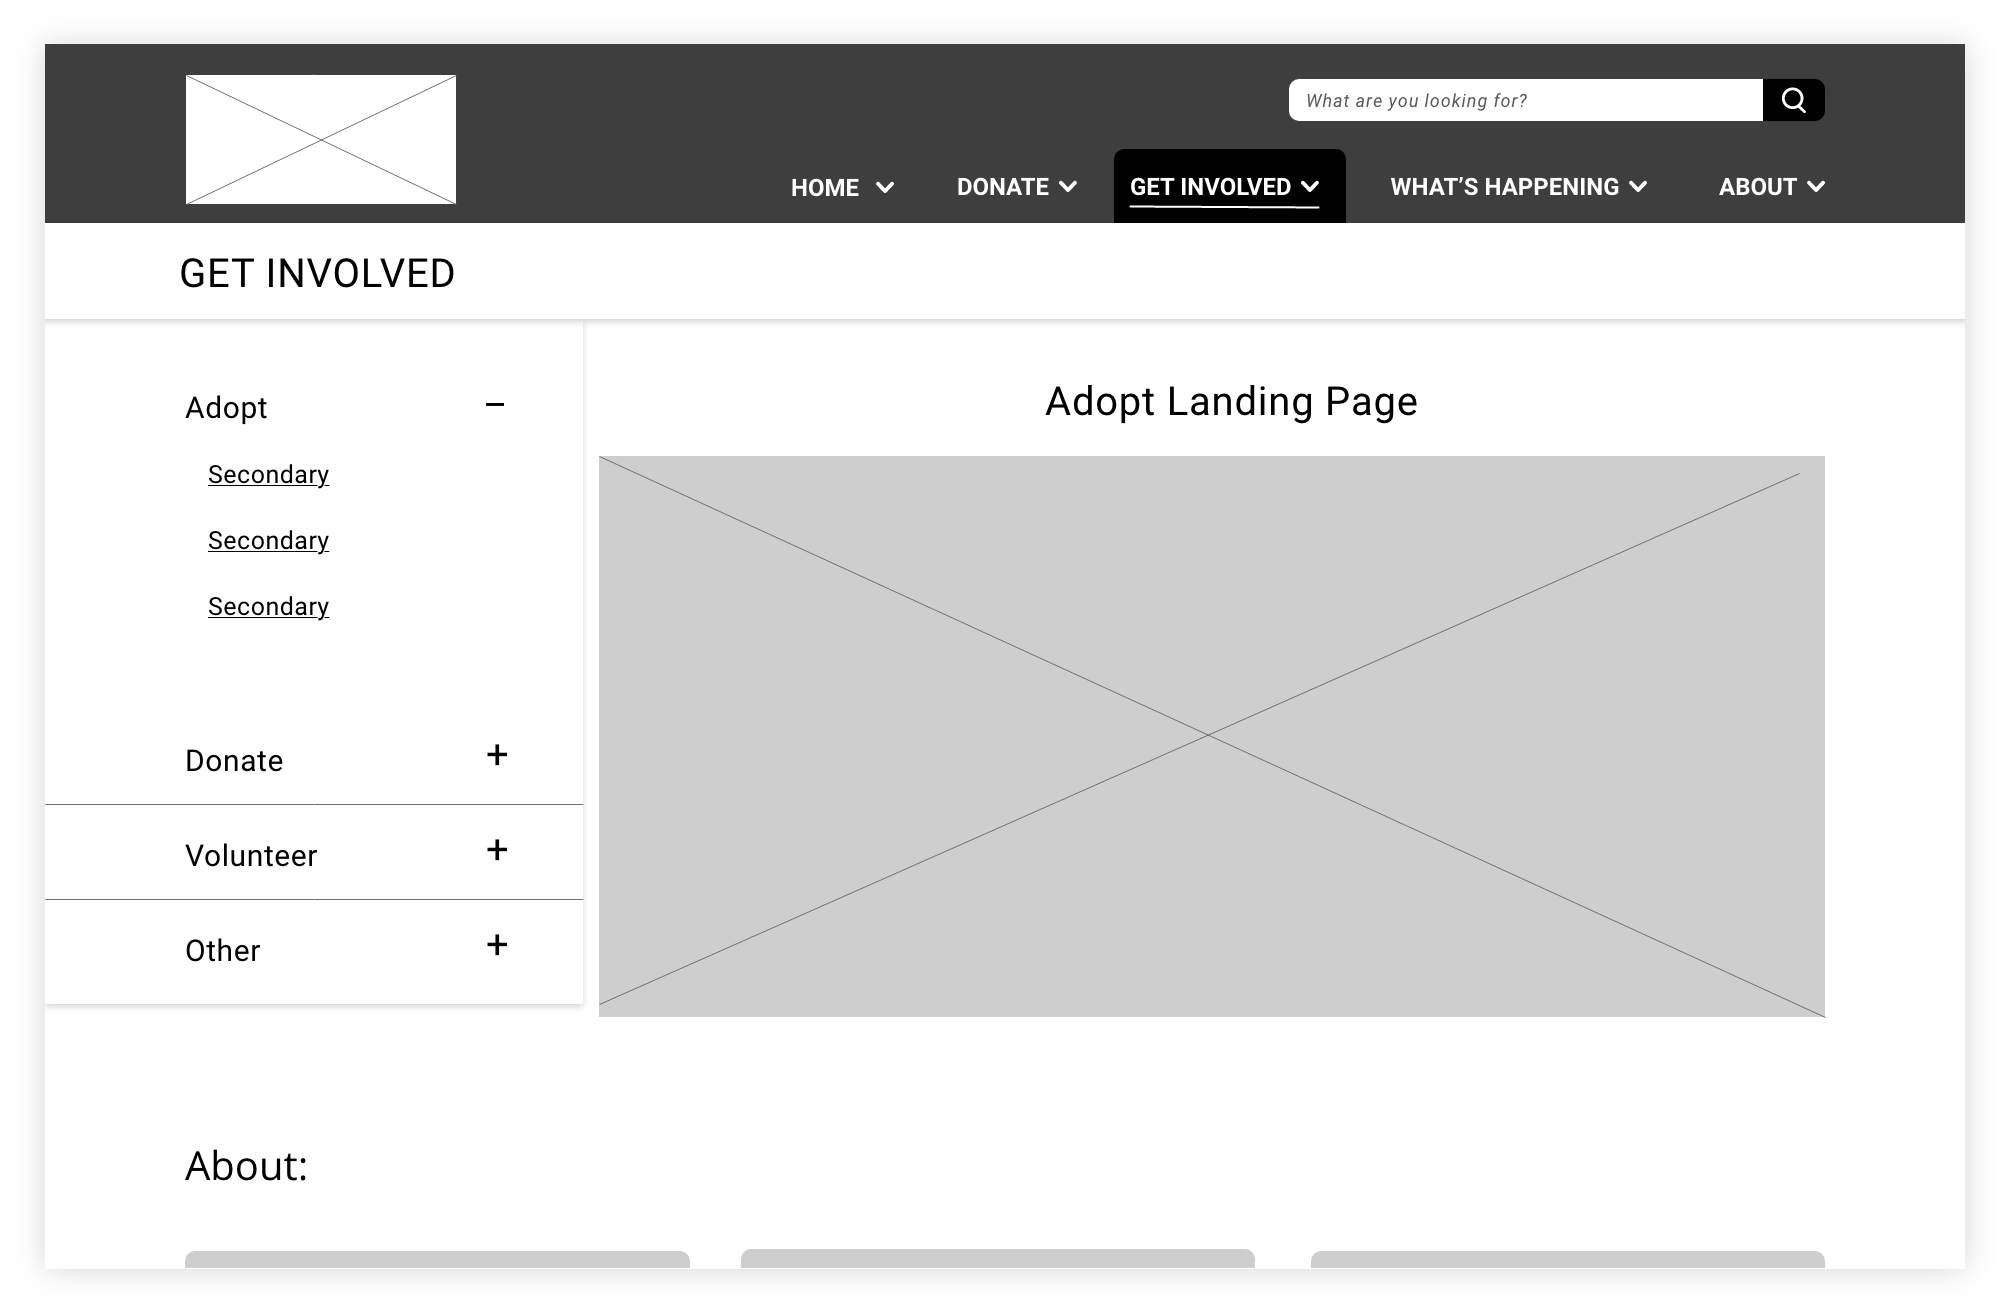 What are you looking for?
HOME DONATE GET INVOLVED WHAT’S HAPPENING ABOUT
GET INVOLVED
Adopt
Secondary
Secondary
Secondary
Donate
Volunteer
Other
Adopt Landing Page
About: